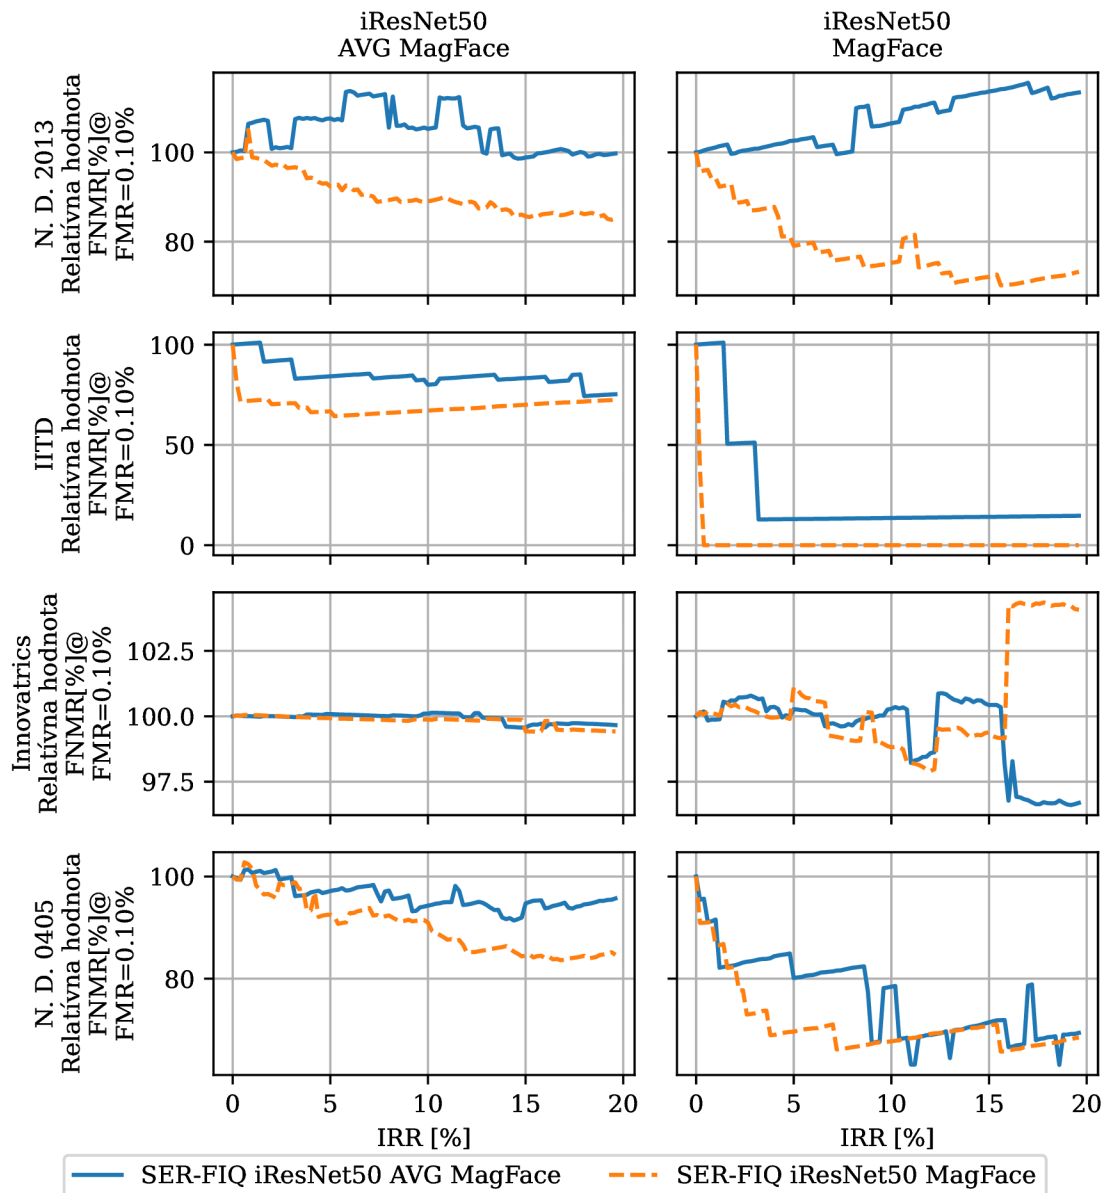 iResNet50
AVG MagFace
iResNet50
MagFace
N. D. 2013
Relatívna hodnota
FNMR[%]@
FMR=0.10%
100
80
IITD
Relatívna hodnota
FNMR[%]@
FMR=0.10%
100
50
0
Innovatrics
Relatívna hodnota
FNMR[%]@
FMR=0.10%
102.5
100.0
97.5
N. D. 0405
Relatívna hodnota
FNMR[%]@
FMR=0.10%
100
80
0 5 10 15 20
IRR [%]
0 5 10 15 20
IRR [%]
SER-FIQ iResNet50 AVG MagFace
SER-FIQ iResNet50 MagFace